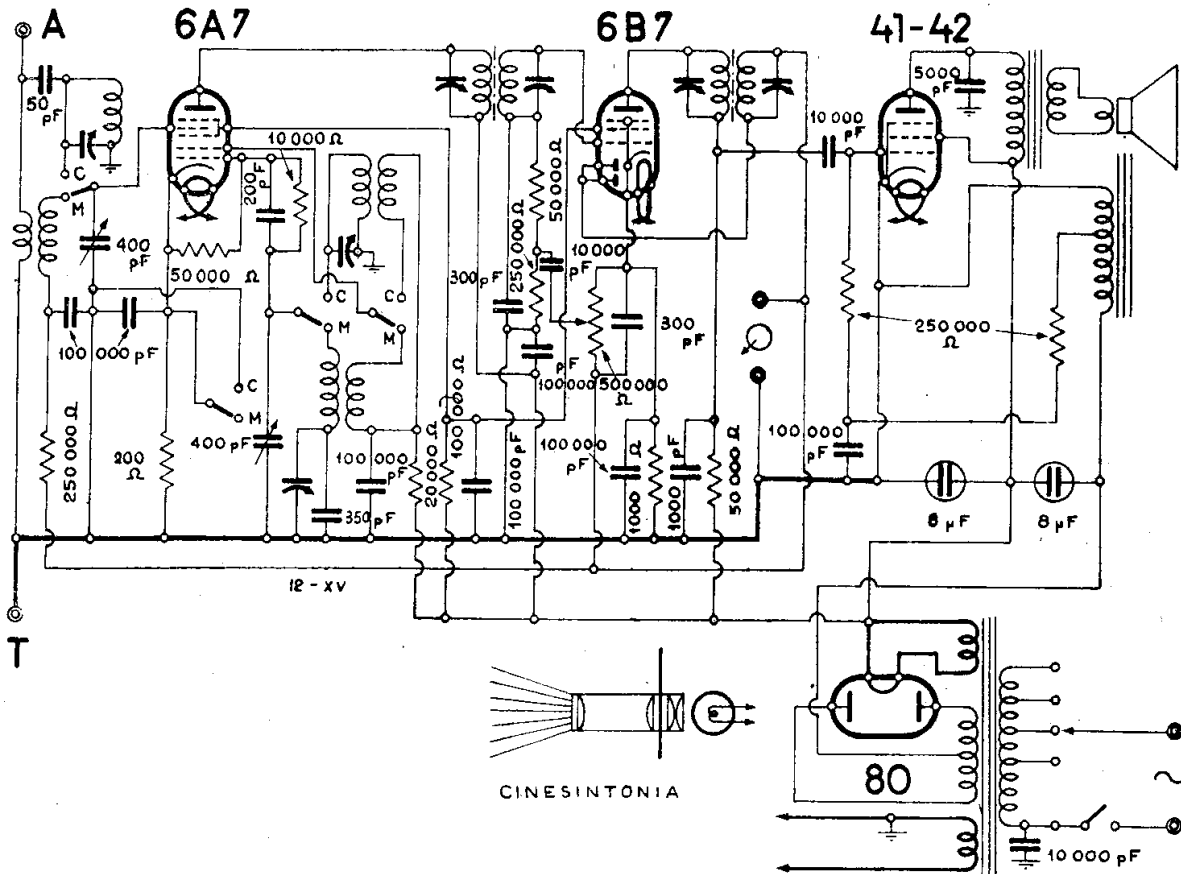 A
6A7
6B7
41-42
50 pF
C
M
10 000 Ω
200 pF
400 pF
50 000 Ω
100 000 pF
C
M
C
C
M
M
250 000 Ω
200 Ω
400 pF
350 pF
100 000 pF
20 000 Ω
100 000 Ω
100 000 pF
300 pF
250 000 Ω
50 000 Ω
10 000 pF
100 000
500 000 Ω
300 pF
100 000 pF
1000 Ω
1000 pF
50 000 Ω
10 000 pF
5000 pF
250 000 Ω
100 000 pF
8 µF
8 µF
12-XV
T
CINESINTONIA
80
~
10 000 pF